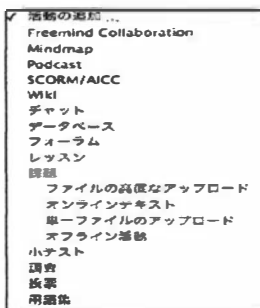 ✓ 活動の追加 ...
Freemind Collaboration
Mindmap
Podcast
SCORM/AICC
Wiki
チャット
データベース
フォーラム
レッスン
課題
ファイルの高度なアップロード
オンラインテキスト
単一ファイルのアップロード
オフライン活動
小テスト
調査
投票
用語集